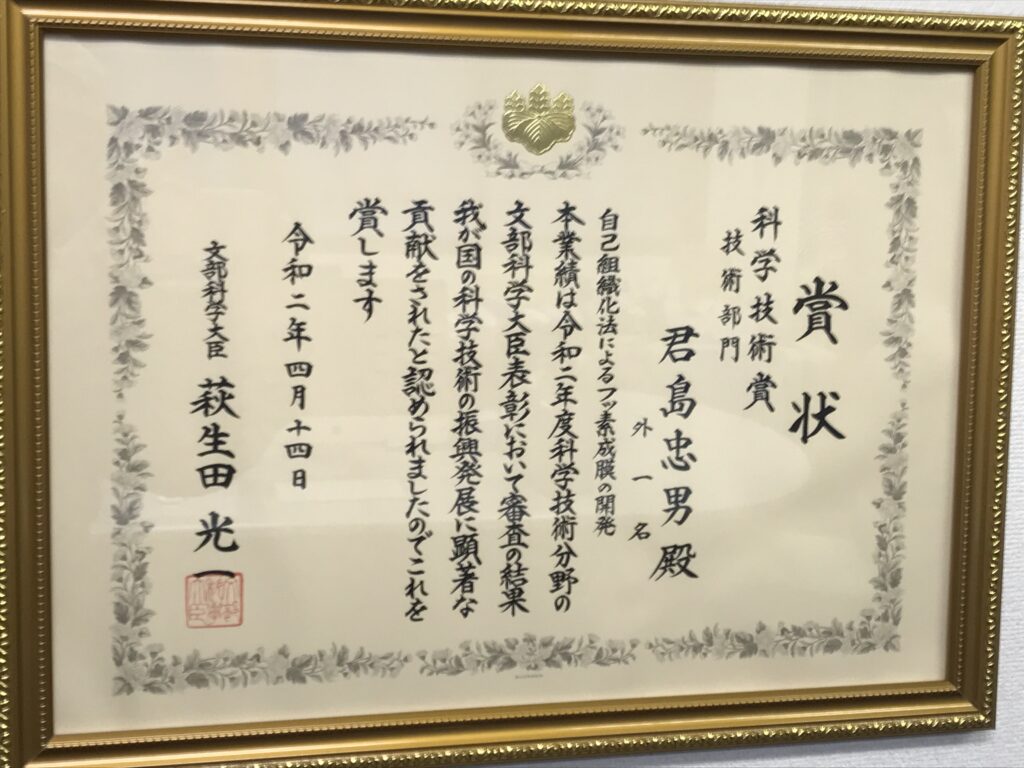 賞状
科学技術賞
技術部門
君島忠男殿
外一名
自己組織化法によるフッ素成膜の開発
本業績は令和二年度科学技術分野の
文部科学大臣表彰において審査の結果
我が国の科学技術の振興発展に顕著な
貢献をされたと認められましたのでこれを
賞します
令和二年四月十四日
文部科学大臣 萩生田光一